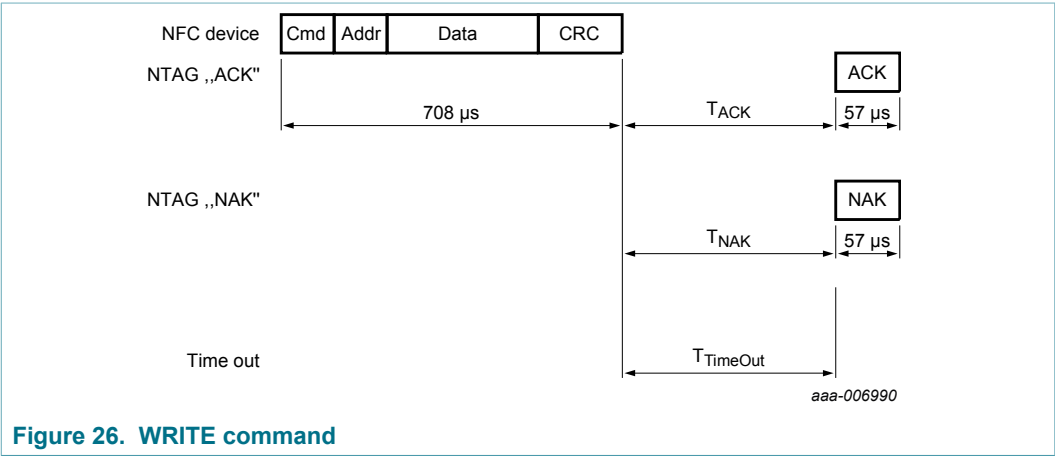 NFC device Cmd Addr Data CRC
NTAG ,,ACK" ACK
708 µs TACK 57 µs
NTAG ,,NAK" NAK
TNAK 57 µs
Time out TTimeOut
aaa-006990
Figure 26. WRITE command